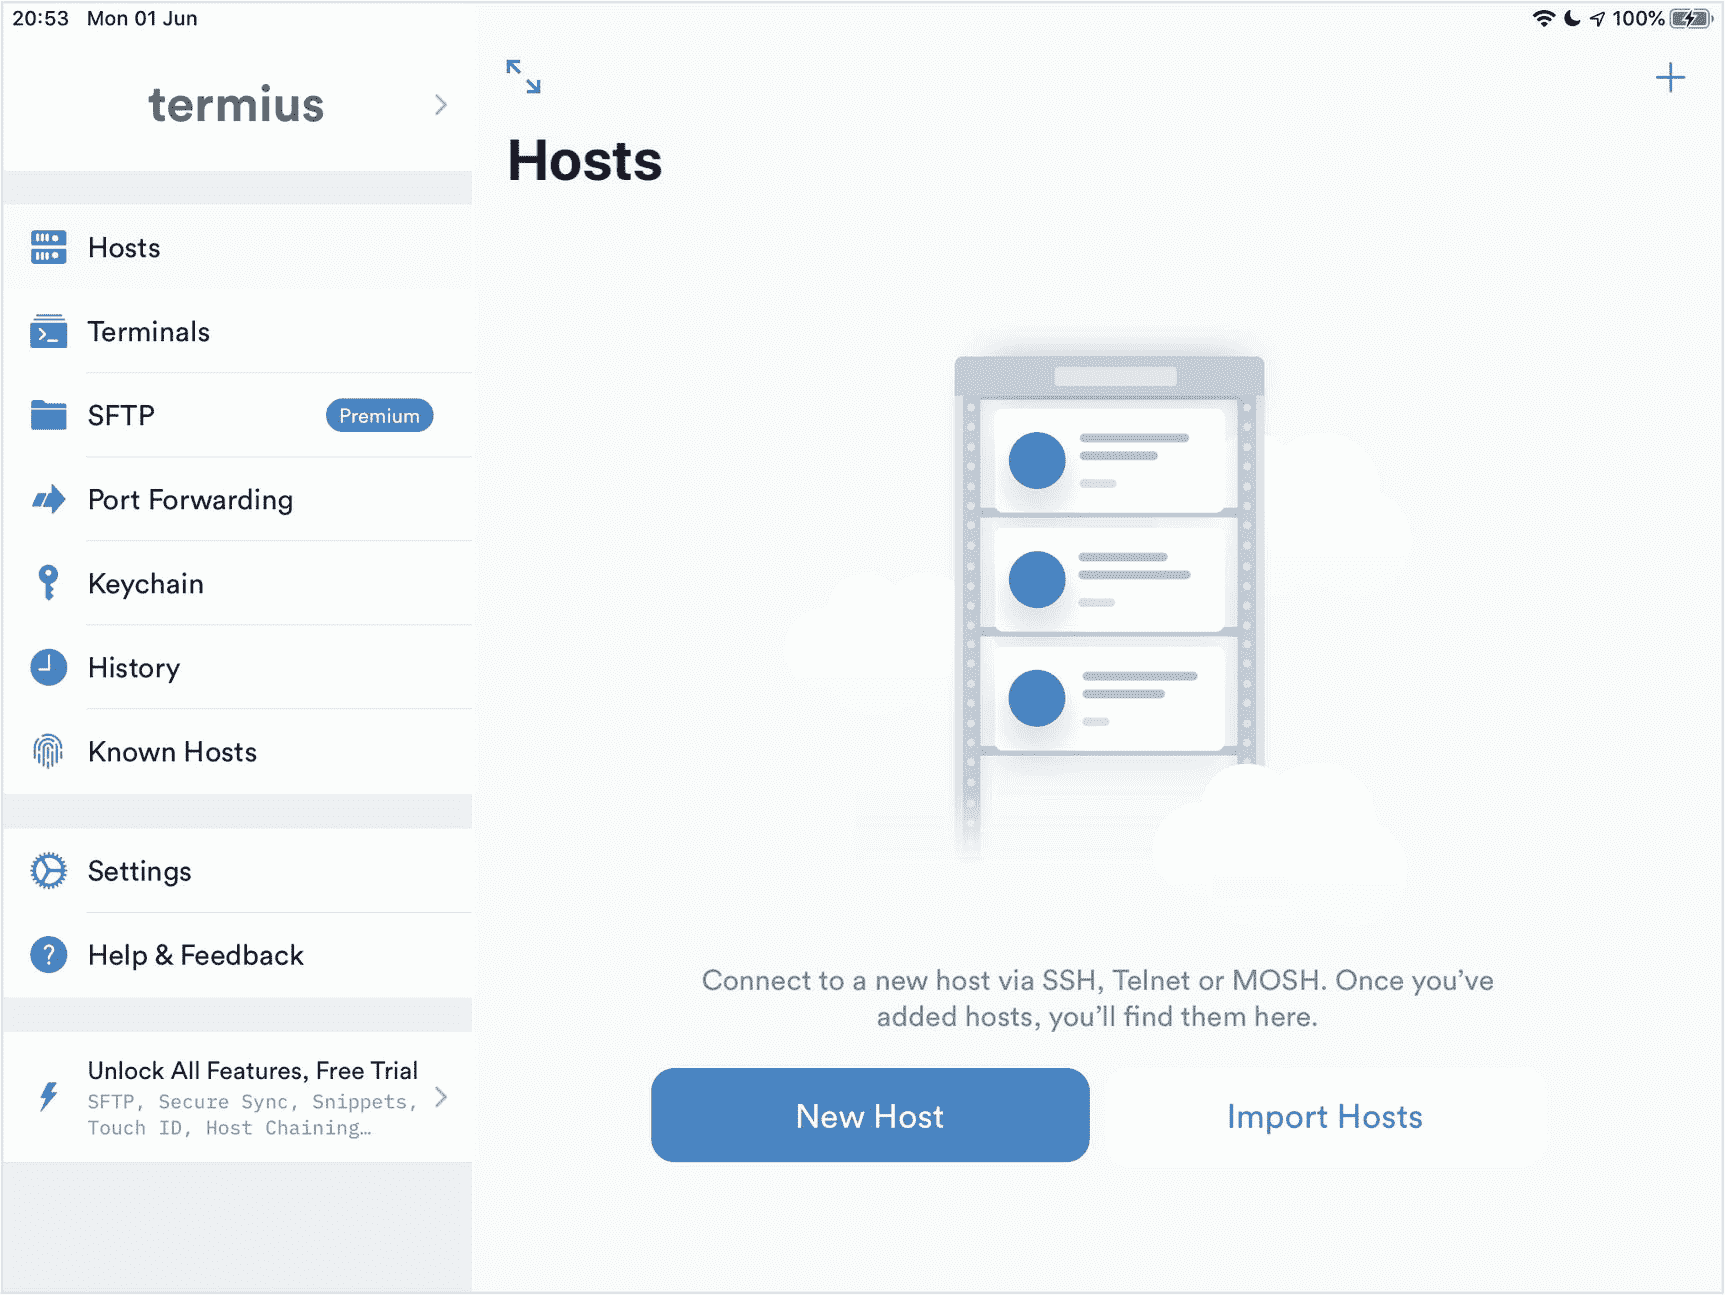 20:53 Mon 01 Jun
100%
termius
Hosts
Hosts
Terminals
SFTP Premium
Port Forwarding
Keychain
History
Known Hosts
Settings
Help & Feedback
Unlock All Features, Free Trial
SFTP, Secure Sync, Snippets,
Touch ID, Host Chaining…
Connect to a new host via SSH, Telnet or MOSH. Once you’ve
added hosts, you’ll find them here.
New Host
Import Hosts